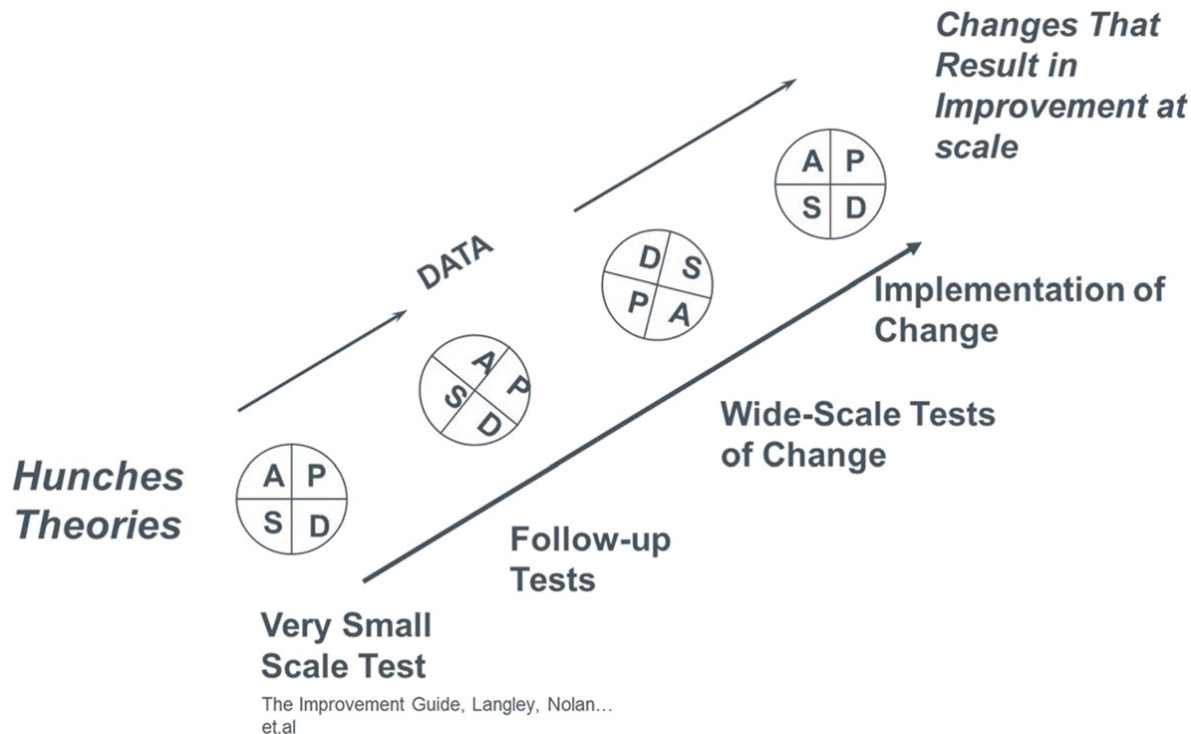 Changes That
Result in
Improvement at
scale
A P
S D
DATA
D S
P A
Implementation of
Change
A P
S D
Wide-Scale Tests
of Change
Hunches
Theories
A P
S D
Follow-up
Tests
Very Small
Scale Test
The Improvement Guide, Langley, Nolan…
et.al